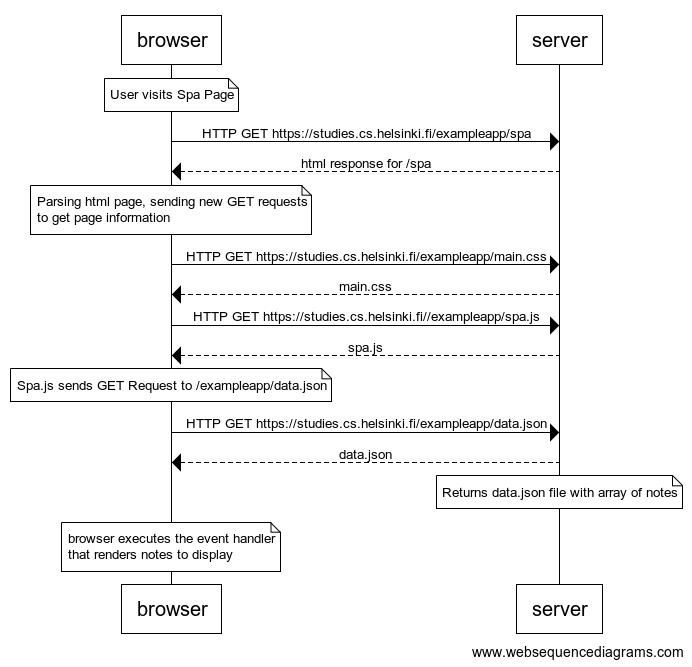 browser
server
User visits Spa Page
HTTP GET https://studies.cs.helsinki.fi/exampleapp/spa
html response for /spa
Parsing html page, sending new GET requests
to get page information
HTTP GET https://studies.cs.helsinki.fi/exampleapp/main.css
main.css
HTTP GET https://studies.cs.helsinki.fi//exampleapp/spa.js
spa.js
Spa.js sends GET Request to /exampleapp/data.json
HTTP GET https://studies.cs.helsinki.fi/exampleapp/data.json
data.json
Returns data.json file with array of notes
browser executes the event handler
that renders notes to display
browser
server
www.websequencediagrams.com